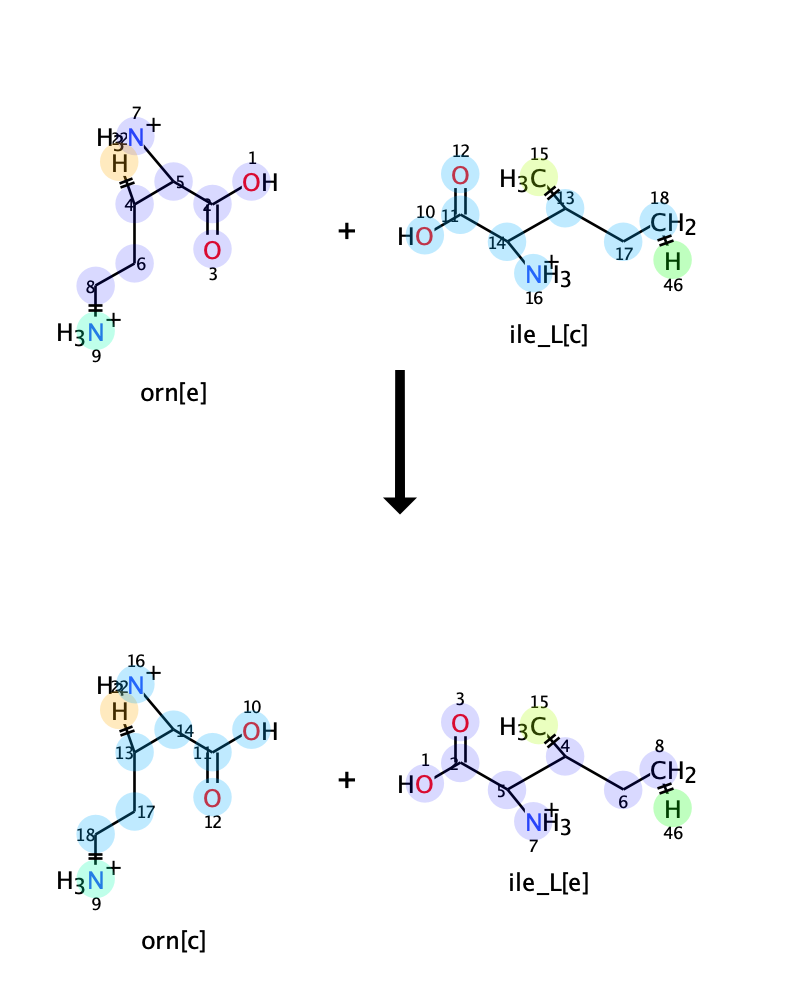 7
H₃N⁺ 22
H
1
5
OH
4
2
O
3
6
8
H₃N⁺
9
orn[e]
+
12
O
15
H₃C
13
11
10
HO
14
18
CH₂
17
NH₃⁺
16
H
46
ile_L[c]
16
H₃N⁺ 22
H
10
14
OH
13
11
O
12
17
18
H₃N⁺
9
orn[c]
+
3
O
15
H₃C
4
2
1
HO
5
8
CH₂
6
NH₃⁺
7
H
46
ile_L[e]